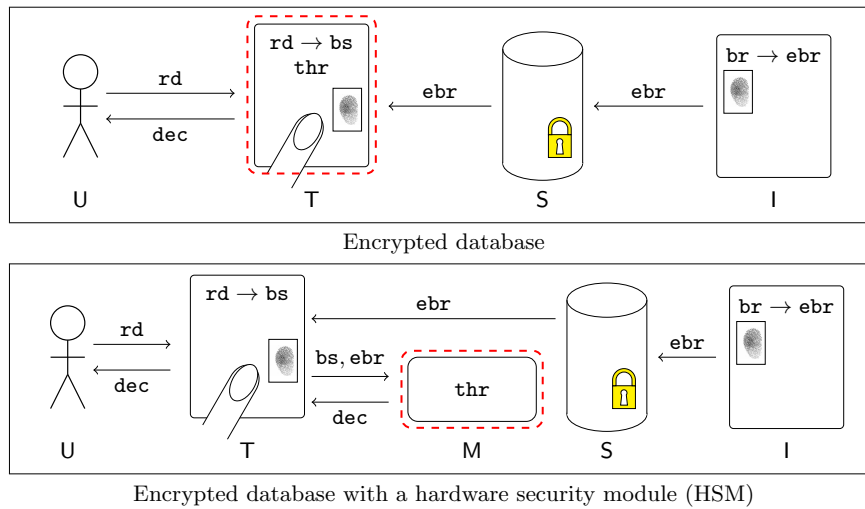 rd → bs
thr
br → ebr
rd
dec
ebr
ebr
U
T
S
I
Encrypted database
rd → bs
br → ebr
ebr
rd
dec
bs, ebr
dec
thr
ebr
U
T
M
S
I
Encrypted database with a hardware security module (HSM)